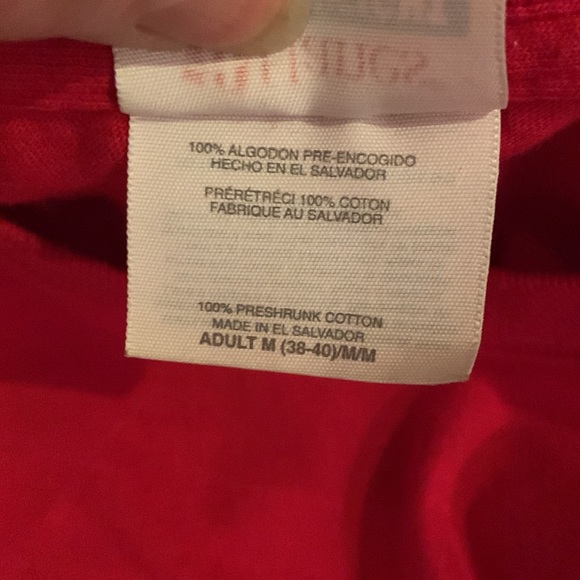 100% ALGODON PRE-ENCOGIDO
HECHO EN EL SALVADOR
PRÉRÉTRÉCI 100% COTON
FABRIQUE AU SALVADOR
100% PRESHRUNK COTTON
MADE IN EL SALVADOR
ADULT M (38-40)/M/M